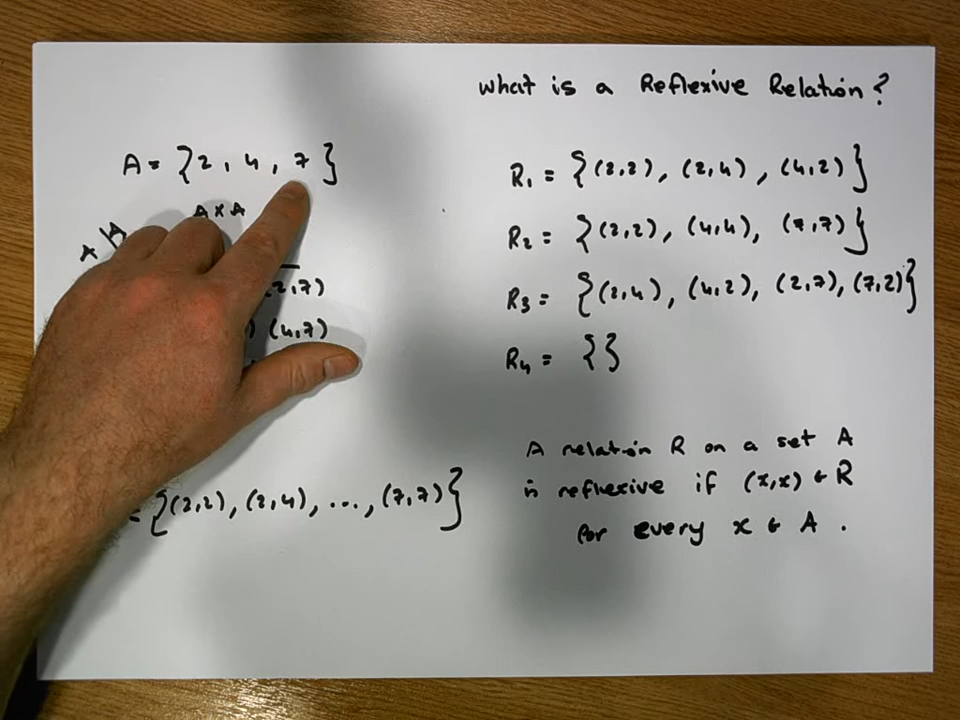 What is a Reflexive Relation?
A = {2, 4, 7}
A A
A x A
(2,7)
) (4,7)
= {(2,2), (2,4), ..., (7,7)}
R1 = {(2,2), (2,4), (4,2)}
R2 = {(2,2), (4,4), (7,7)}
R3 = {(2,4), (4,2), (2,7), (7,2)}
R4 = {}
A relation R on a set A
is reflexive if (x,x) ∈ R
for every x ∈ A.